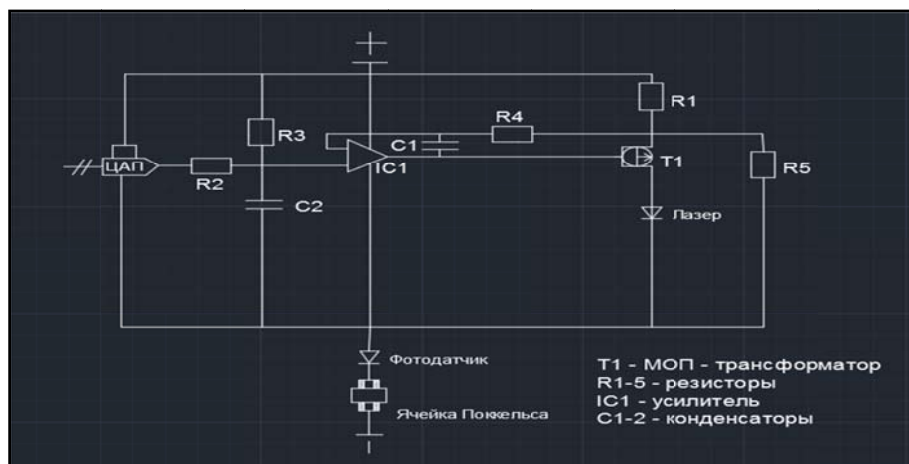 R1
R4
C1
R3
ЦАП
R2
IC1
T1
R5
C2
Лазер
Фотодатчик
Ячейка Поккельса
T1 - МОП - трансформатор
R1-5 - резисторы
IC1 - усилитель
C1-2 - конденсаторы